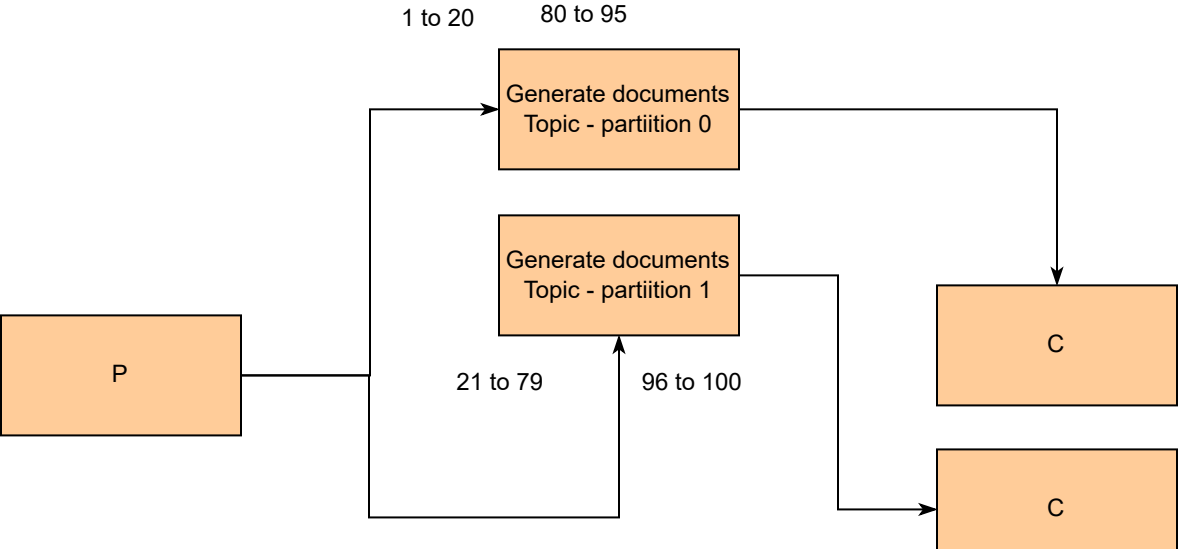 1 to 20
80 to 95
Generate documents
Topic - partiition 0
Generate documents
Topic - partiition 1
P
21 to 79
96 to 100
C
C